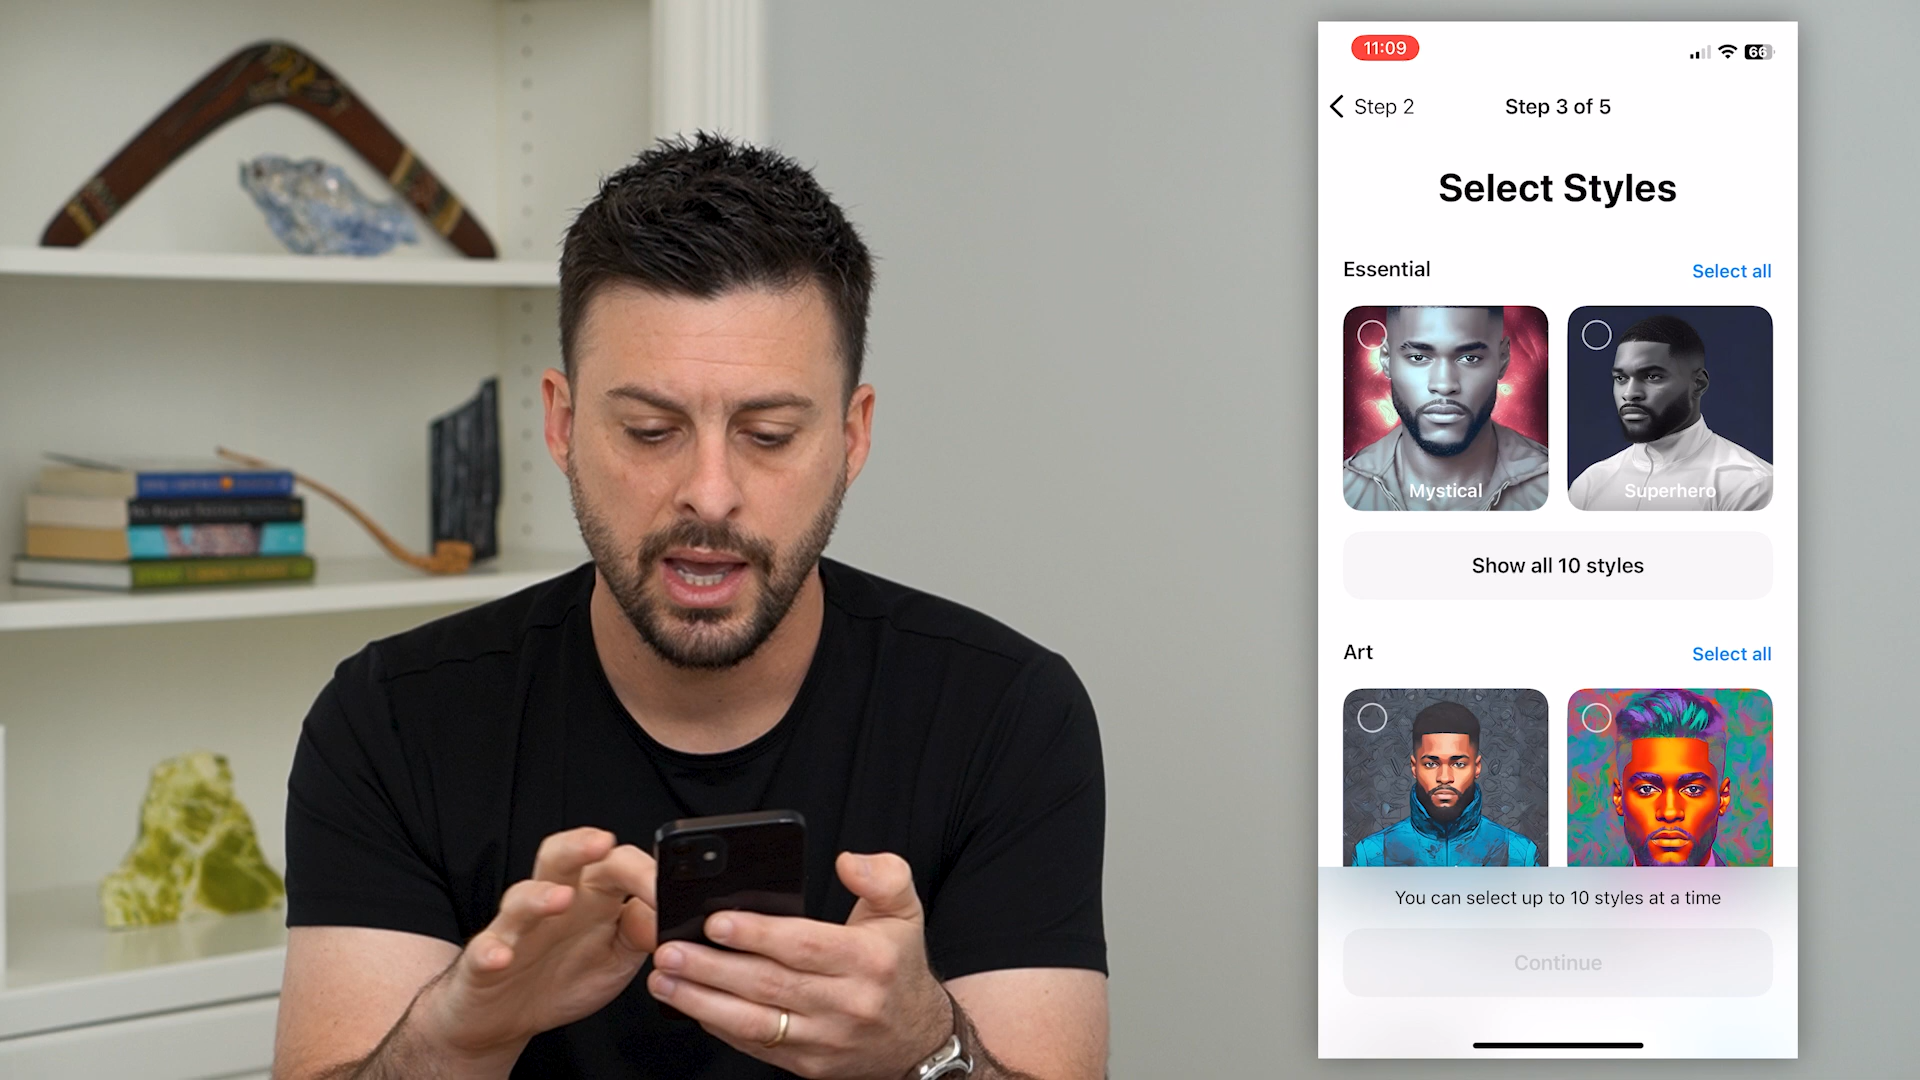 11:09
66
Step 2
Step 3 of 5
Select Styles
Essential
Select all
Mystical
Superhero
Show all 10 styles
Art
Select all
You can select up to 10 styles at a time
Continue